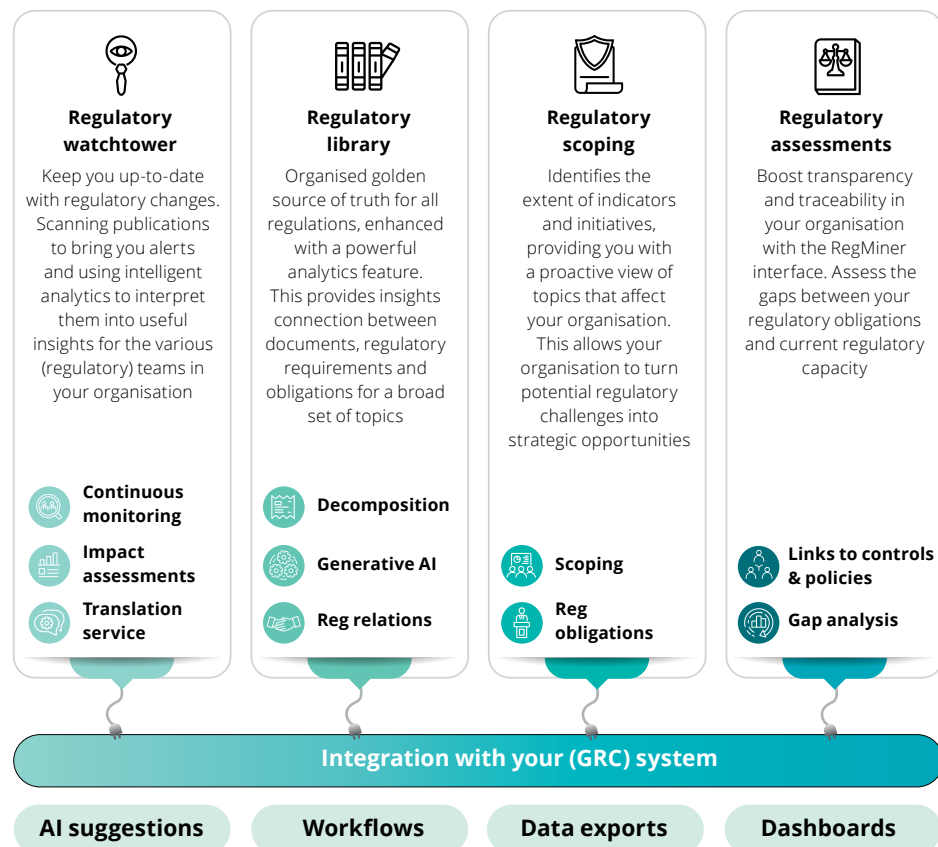 Regulatory
watchtower
Keep you up-to-date
with regulatory changes.
Scanning publications
to bring you alerts
and using intelligent
analytics to interpret
them into useful
insights for the various
(regulatory) teams in
your organisation
Continuous
monitoring
Impact
assessments
Translation
service
Regulatory
library
Organised golden
source of truth for all
regulations, enhanced
with a powerful
analytics feature.
This provides insights
connection between
documents, regulatory
requirements and
obligations for a broad
set of topics
Decomposition
Generative AI
Reg relations
Regulatory
scoping
Identifies the
extent of indicators
and initiatives,
providing you with
a proactive view of
topics that affect
your organisation.
This allows your
organisation to turn
potential regulatory
challenges into
strategic opportunities
Scoping
Reg
obligations
Regulatory
assessments
Boost transparency
and traceability in
your organisation
with the RegMiner
interface. Assess the
gaps between your
regulatory obligations
and current regulatory
capacity
Links to controls
& policies
Gap analysis
Integration with your (GRC) system
AI suggestions
Workflows
Data exports
Dashboards